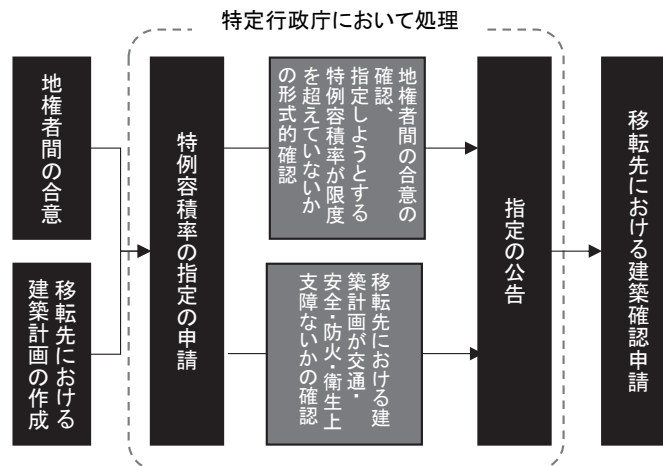 特定行政庁において処理
地権者間の合意
移転先における
建築計画の作成
特例容積率の指定の申請
地権者間の合意の
確認、
指定しようとする
特例容積率が限度
を超えていないか
の形式的確認
移転先における建
築計画が交通・
安全・防火・衛生上
支障ないかの確認
指定の公告
移転先における建築確認申請